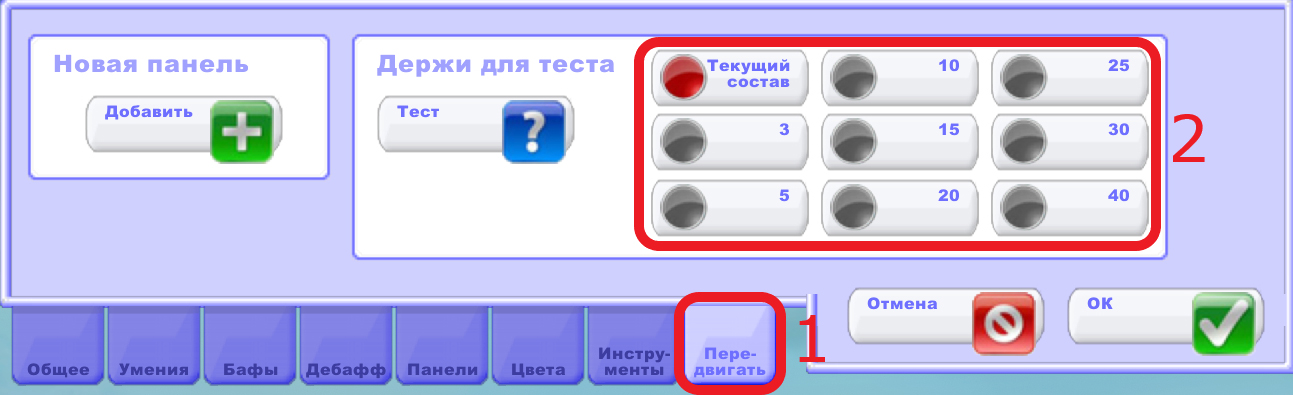 Новая панель
Добавить
Держи для теста
Тест
?
Текущий
состав
10
25
3
15
30
5
20
40
2
Отмена
ОК
1
Общее
Умения
Бафы
Дебафф
Панели
Цвета
Инстру-
менты
Пере-
двигать